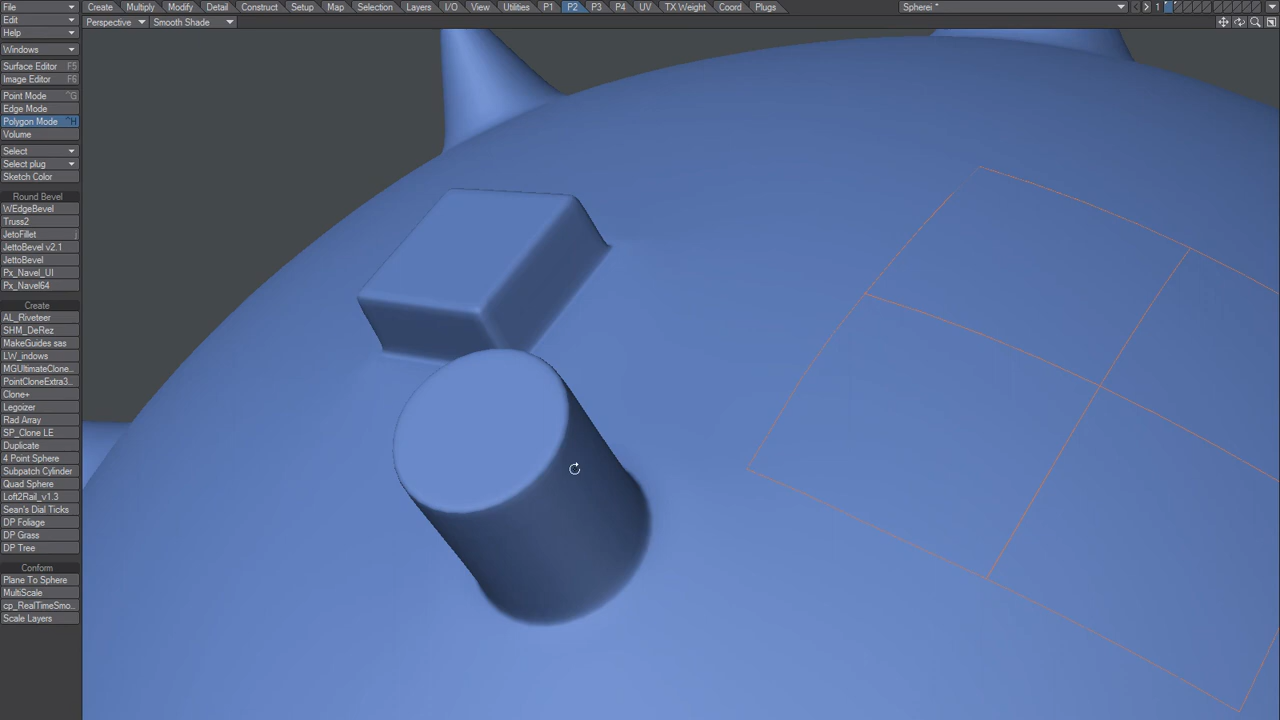 File Create Multiply Modify Detail Construct Setup Map Selection Layers I/O View Utilities P1 P2 P3 P4 UV TX Weight Coord Plugs Spherei * 1
Edit Perspective Smooth Shade
Help
Windows
Surface Editor F5
Image Editor F6
Point Mode ^G
Edge Mode
Polygon Mode ^H
Volume
Select
Select plug
Sketch Color
Round Bevel
WEdgeBevel
Truss2
JetoFillet j
JettoBevel v2.1
JettoBevel
Px_Navel_UI
Px_Navel64
Create
AL_Riveteer
SHM_DeRez
MakeGuides sas
LW_indows
MGUltimateClone...
PointCloneExtra3...
Clone+
Legoizer
Rad Array
SP_Clone LE
Duplicate
4 Point Sphere
Subpatch Cylinder
Quad Sphere
Loft2Rail_v1.3
Sean's Dial Ticks
DP Foliage
DP Grass
DP Tree
Conform
Plane To Sphere
MultiScale
cp_RealTimeSmo...
Scale Layers